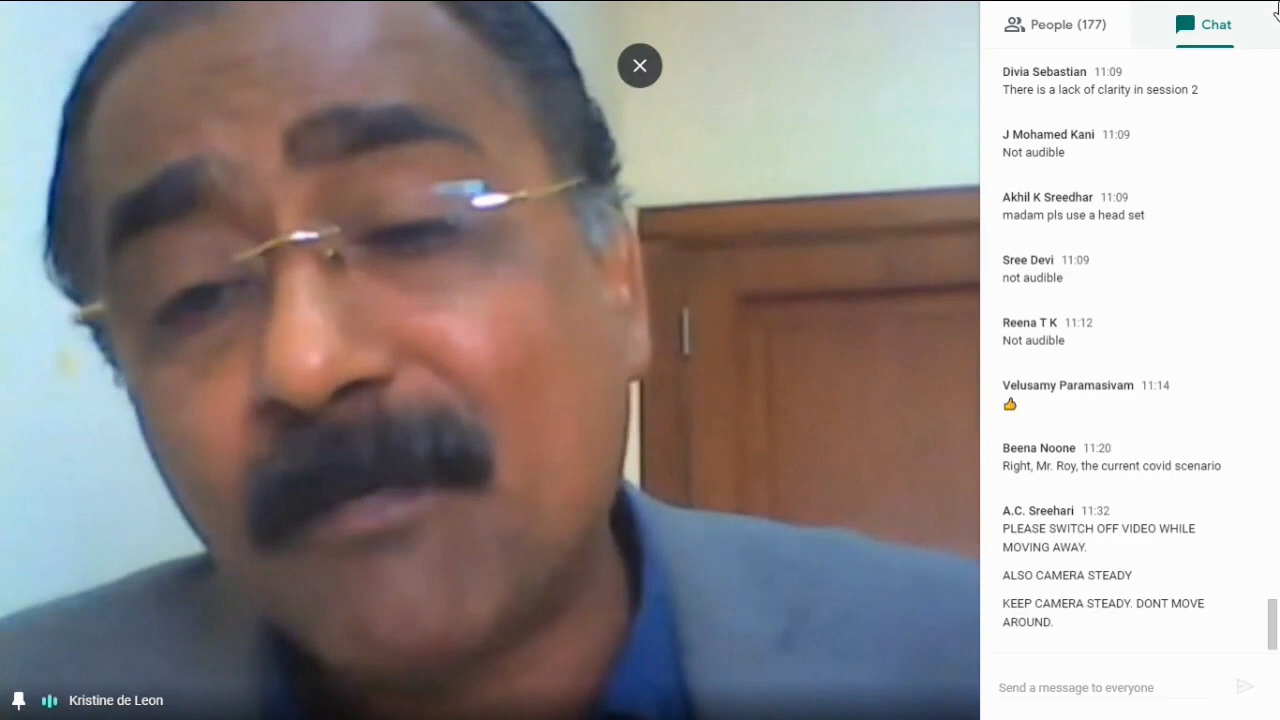 People (177)
Chat
Divia Sebastian 11:09
There is a lack of clarity in session 2
J Mohamed Kani 11:09
Not audible
Akhil K Sreedhar 11:09
madam pls use a head set
Sree Devi 11:09
not audible
Reena T K 11:12
Not audible
Velusamy Paramasivam 11:14
👍
Beena Noone 11:20
Right, Mr. Roy, the current covid scenario
A.C. Sreehari 11:32
PLEASE SWITCH OFF VIDEO WHILE
MOVING AWAY.
ALSO CAMERA STEADY
KEEP CAMERA STEADY. DONT MOVE
AROUND.
Send a message to everyone
Kristine de Leon